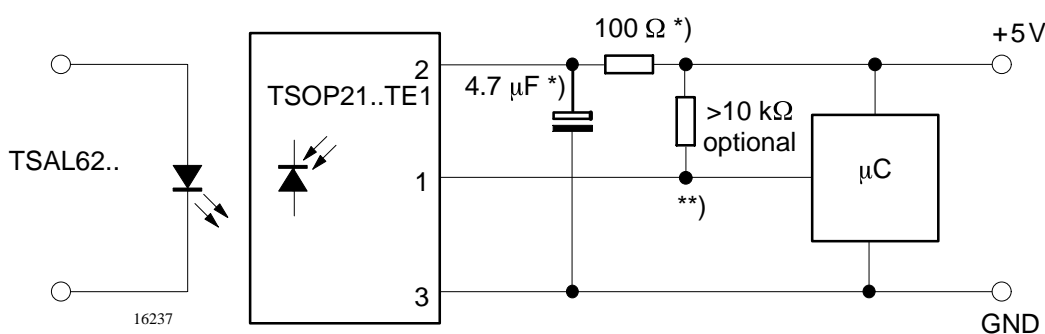 100 Ω *)
+5V
2
4.7 µF *)
TSOP21..TE1
>10 kΩ
optional
TSAL62..
1
µC
**)
3
16237
GND